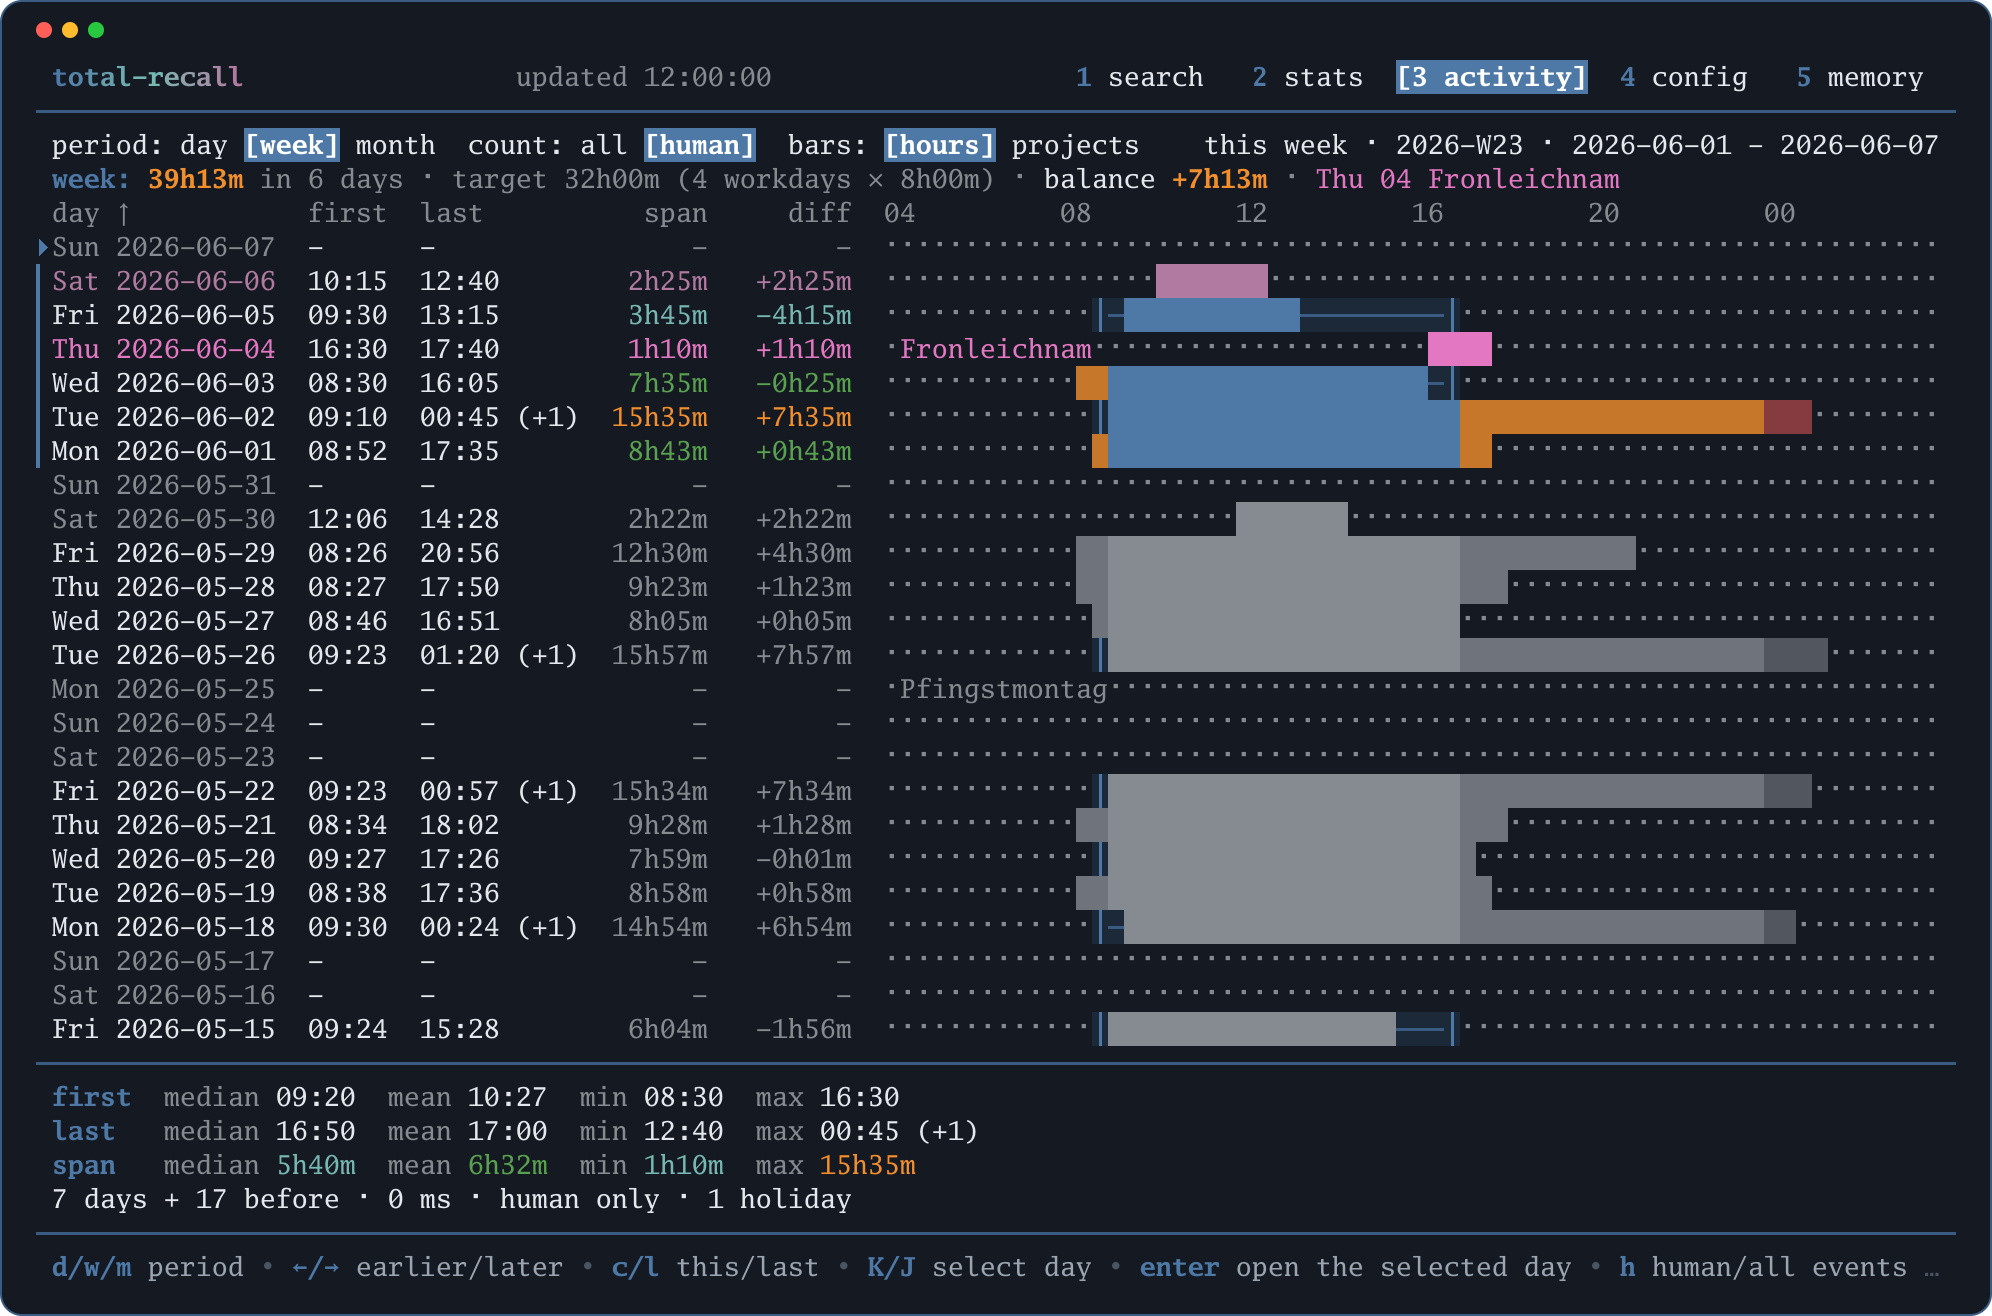 total-recall updated 12:00:00 1 search 2 stats [3 activity] 4 config 5 memory
period: day [week] month count: all [human] bars: [hours] projects this week · 2026-W23 · 2026-06-01 – 2026-06-07
week: 39h13m in 6 days · target 32h00m (4 workdays × 8h00m) · balance +7h13m · Thu 04 Fronleichnam
day ↑ first last span diff 04 08 12 16 20 00
Sun 2026-06-07 – – – –
Sat 2026-06-06 10:15 12:40 2h25m +2h25m
Fri 2026-06-05 09:30 13:15 3h45m −4h15m
Thu 2026-06-04 16:30 17:40 1h10m +1h10m Fronleichnam
Wed 2026-06-03 08:30 16:05 7h35m −0h25m
Tue 2026-06-02 09:10 00:45 (+1) 15h35m +7h35m
Mon 2026-06-01 08:52 17:35 8h43m +0h43m
Sun 2026-05-31 – – – –
Sat 2026-05-30 12:06 14:28 2h22m +2h22m
Fri 2026-05-29 08:26 20:56 12h30m +4h30m
Thu 2026-05-28 08:27 17:50 9h23m +1h23m
Wed 2026-05-27 08:46 16:51 8h05m +0h05m
Tue 2026-05-26 09:23 01:20 (+1) 15h57m +7h57m
Mon 2026-05-25 – – – – Pfingstmontag
Sun 2026-05-24 – – – –
Sat 2026-05-23 – – – –
Fri 2026-05-22 09:23 00:57 (+1) 15h34m +7h34m
Thu 2026-05-21 08:34 18:02 9h28m +1h28m
Wed 2026-05-20 09:27 17:26 7h59m −0h01m
Tue 2026-05-19 08:38 17:36 8h58m +0h58m
Mon 2026-05-18 09:30 00:24 (+1) 14h54m +6h54m
Sun 2026-05-17 – – – –
Sat 2026-05-16 – – – –
Fri 2026-05-15 09:24 15:28 6h04m −1h56m
first median 09:20 mean 10:27 min 08:30 max 16:30
last median 16:50 mean 17:00 min 12:40 max 00:45 (+1)
span median 5h40m mean 6h32m min 1h10m max 15h35m
7 days + 17 before · 0 ms · human only · 1 holiday
d/w/m period • ←/→ earlier/later • c/l this/last • K/J select day • enter open the selected day • h human/all events …